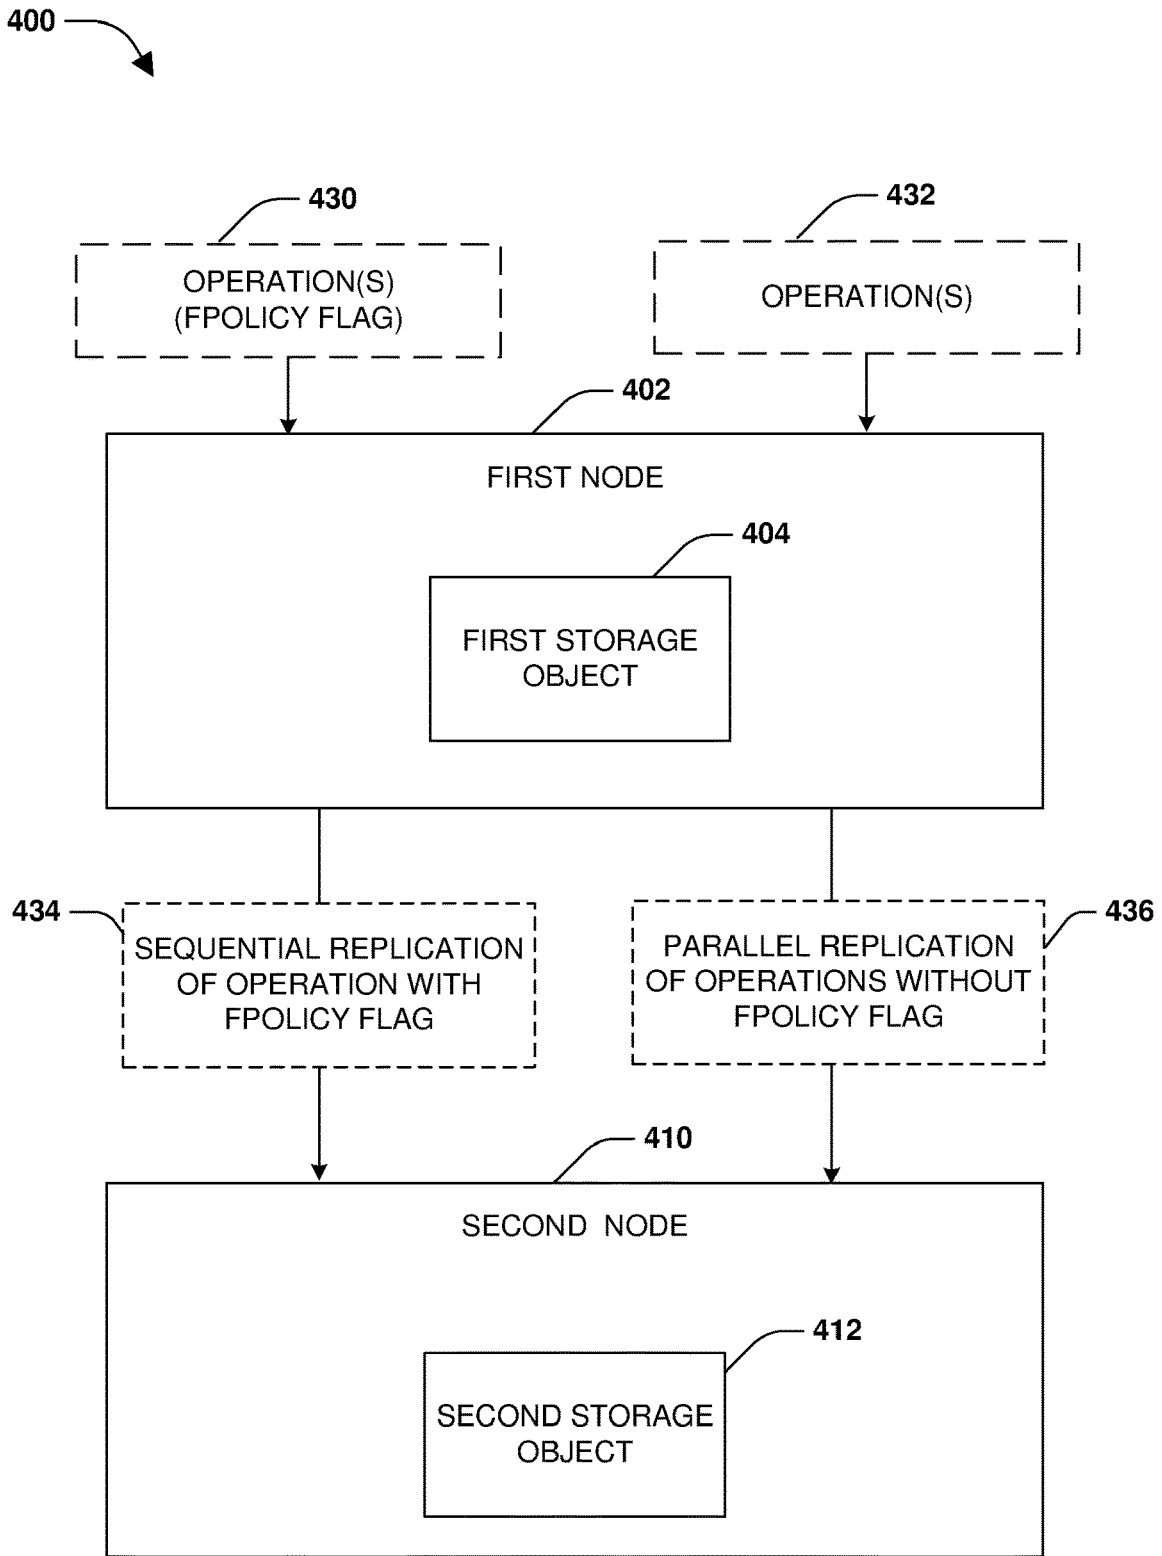 400
430
432
OPERATION(S)
(FPOLICY FLAG)
OPERATION(S)
402
FIRST NODE
404
FIRST STORAGE
OBJECT
434
SEQUENTIAL REPLICATION
OF OPERATION WITH
FPOLICY FLAG
PARALLEL REPLICATION
OF OPERATIONS WITHOUT
FPOLICY FLAG
436
410
SECOND NODE
412
SECOND STORAGE
OBJECT